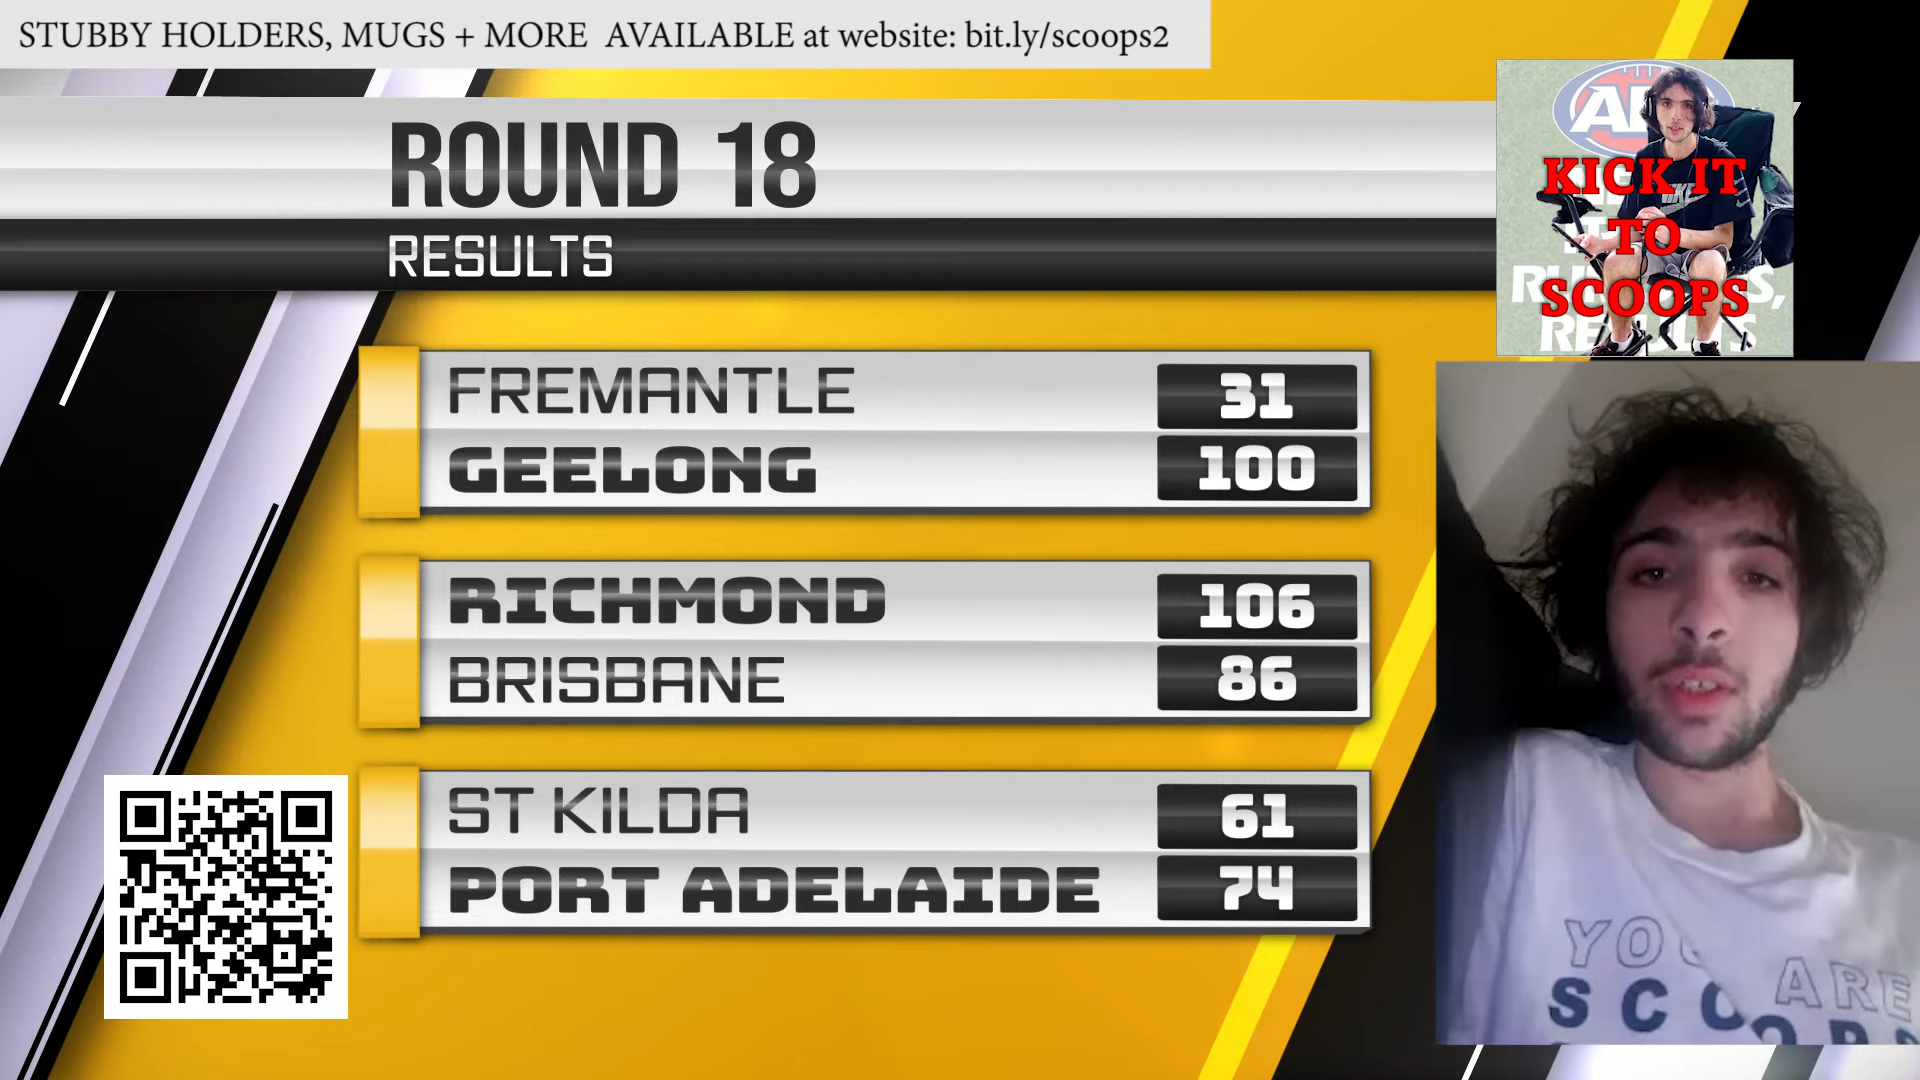 STUBBY HOLDERS, MUGS + MORE AVAILABLE at website: bit.ly/scoops2
ROUND 18
RESULTS
KICK IT
TO
SCOOPS
FREMANTLE 31
GEELONG 100
RICHMOND 106
BRISBANE 86
ST KILDA 61
PORT ADELAIDE 74
ARE